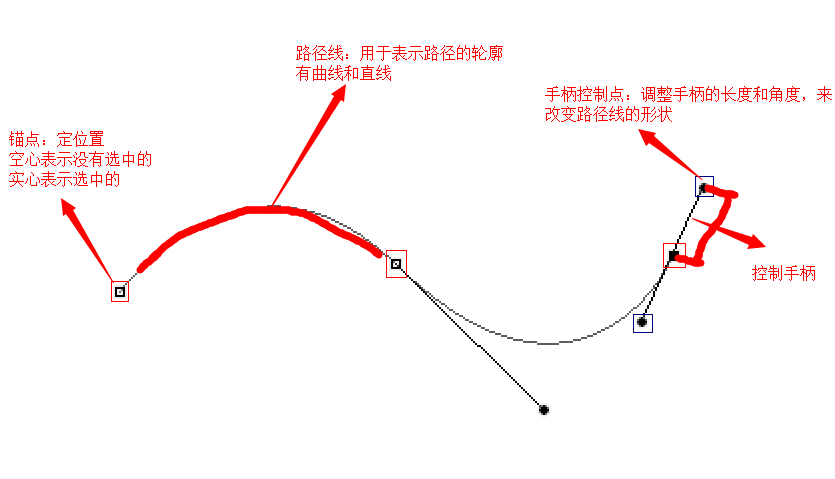 路径线：用于表示路径的轮廓
有曲线和直线
手柄控制点：调整手柄的长度和角度，来
改变路径线的形状
锚点：定位置
空心表示没有选中的
实心表示选中的
控制手柄